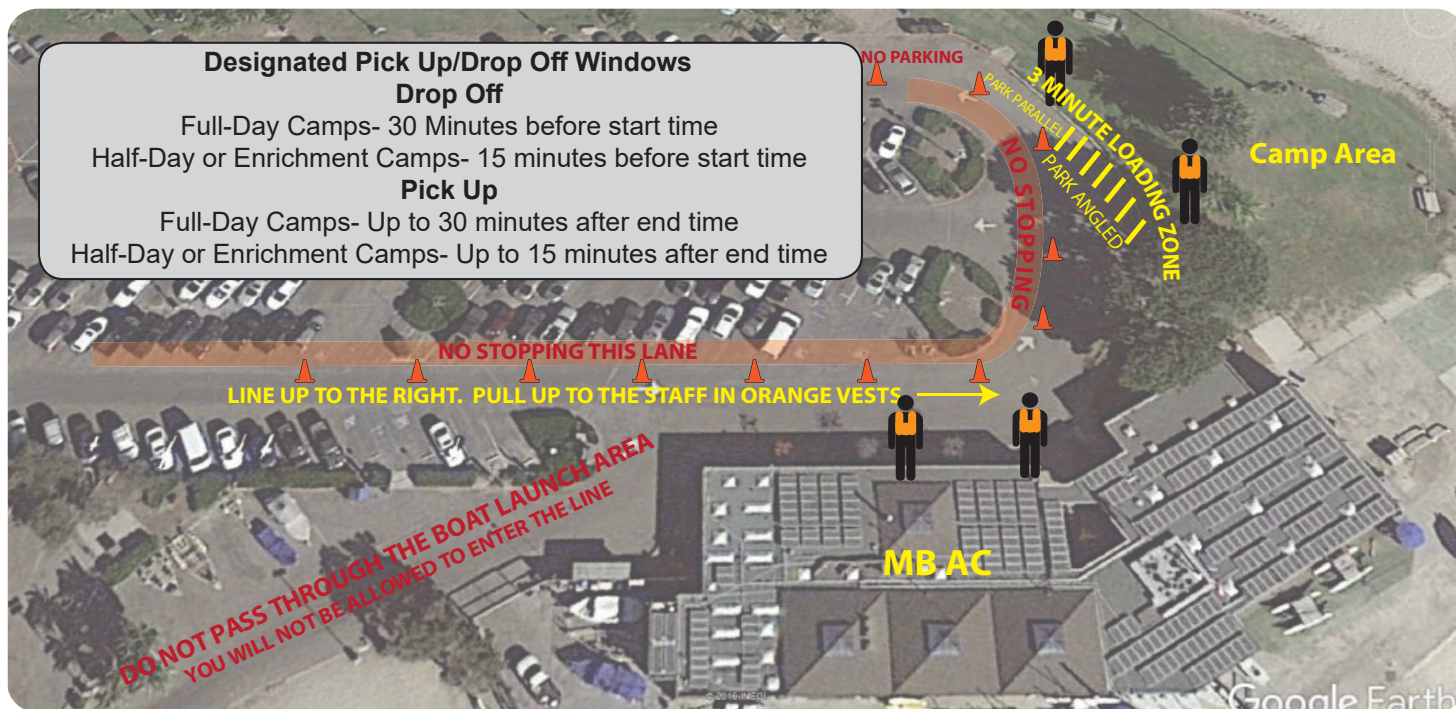 Designated Pick Up/Drop Off Windows
Drop Off
Full-Day Camps- 30 Minutes before start time
Half-Day or Enrichment Camps- 15 minutes before start time
Pick Up
Full-Day Camps- Up to 30 minutes after end time
Half-Day or Enrichment Camps- Up to 15 minutes after end time
NO PARKING
PARK PARALLEL
3 MINUTE LOADING ZONE
PARK ANGLED
Camp Area
NO STOPPING
NO STOPPING THIS LANE
LINE UP TO THE RIGHT. PULL UP TO THE STAFF IN ORANGE VESTS
DO NOT PASS THROUGH THE BOAT LAUNCH AREA
YOU WILL NOT BE ALLOWED TO ENTER THE LINE
MB AC
© 2016 INEGI
Google Earth